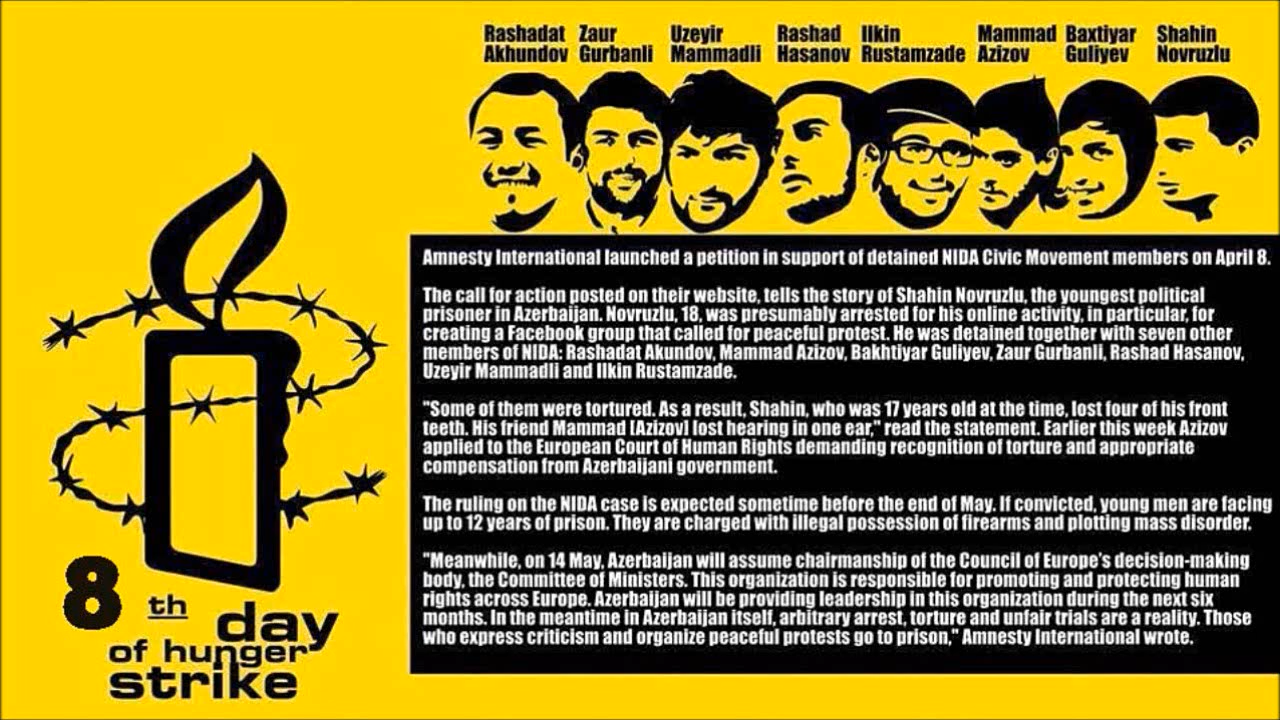 Rashadat Akhundov
Zaur Gurbanli
Uzeyir Mammadli
Rashad Hasanov
Ilkin Rustamzade
Mammad Azizov
Baxtiyar Guliyev
Shahin Novruzlu
Amnesty International launched a petition in support of detained NIDA Civic Movement members on April 8.
The call for action posted on their website, tells the story of Shahin Novruzlu, the youngest political
prisoner in Azerbaijan. Novruzlu, 18, was presumably arrested for his online activity, in particular, for
creating a Facebook group that called for peaceful protest. He was detained together with seven other
members of NIDA: Rashadat Akundov, Mammad Azizov, Bakhtiyar Guliyev, Zaur Gurbanli, Rashad Hasanov,
Uzeyir Mammadli and Ilkin Rustamzade.
"Some of them were tortured. As a result, Shahin, who was 17 years old at the time, lost four of his front
teeth. His friend Mammad [Azizov] lost hearing in one ear," read the statement. Earlier this week Azizov
applied to the European Court of Human Rights demanding recognition of torture and appropriate
compensation from Azerbaijani government.
The ruling on the NIDA case is expected sometime before the end of May. If convicted, young men are facing
up to 12 years of prison. They are charged with illegal possession of firearms and plotting mass disorder.
"Meanwhile, on 14 May, Azerbaijan will assume chairmanship of the Council of Europe's decision-making
body, the Committee of Ministers. This organization is responsible for promoting and protecting human
rights across Europe. Azerbaijan will be providing leadership in this organization during the next six
months. In the meantime in Azerbaijan itself, arbitrary arrest, torture and unfair trials are a reality. Those
who express criticism and organize peaceful protests go to prison," Amnesty International wrote.
8 th day
of hunger
strike